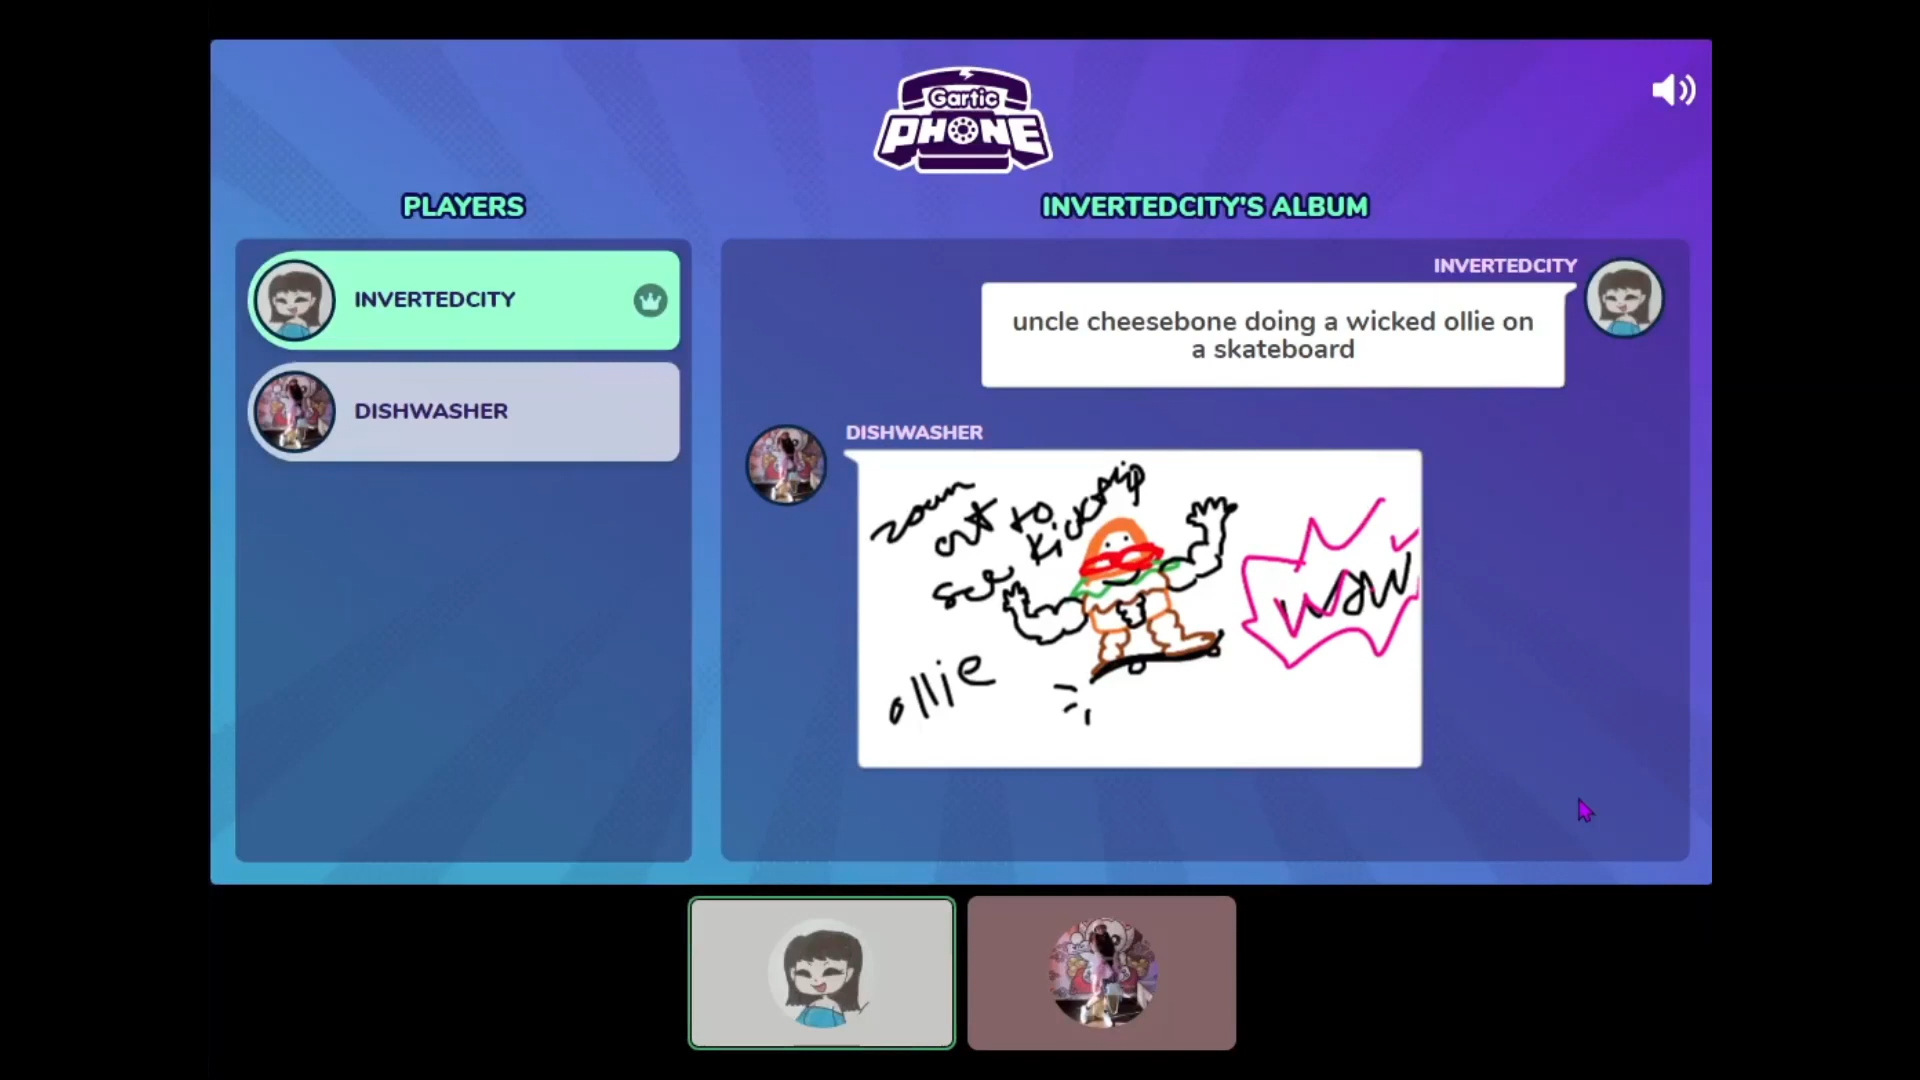 Gartic
PHONE
PLAYERS
INVERTEDCITY'S ALBUM
INVERTEDCITY
DISHWASHER
INVERTEDCITY
uncle cheesebone doing a wicked ollie on
a skateboard
DISHWASHER
zoom
out to
kickflip
see
ollie
WOW